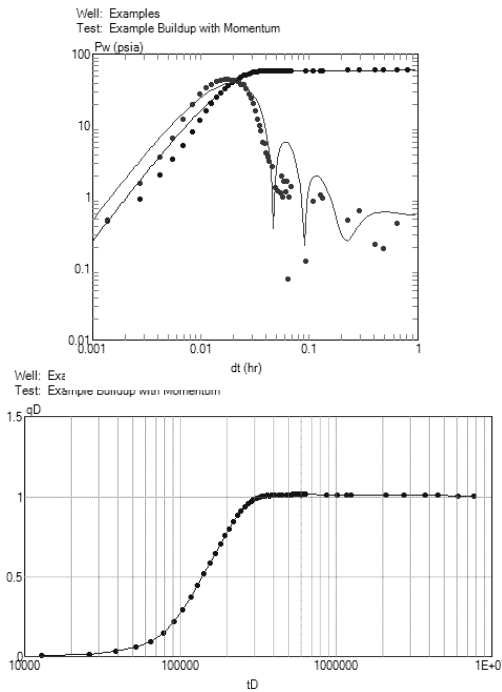 Well: Examples
Test: Example Buildup with Momentum
Pw (psia)
100
10
1
0.1
0.01
0.001 0.01 0.1 1
dt (hr)
Well:
Test: Example Buildup with Momentum
qD
1.5
1
0.5
0
10000 100000 1000000 1E+0
tD